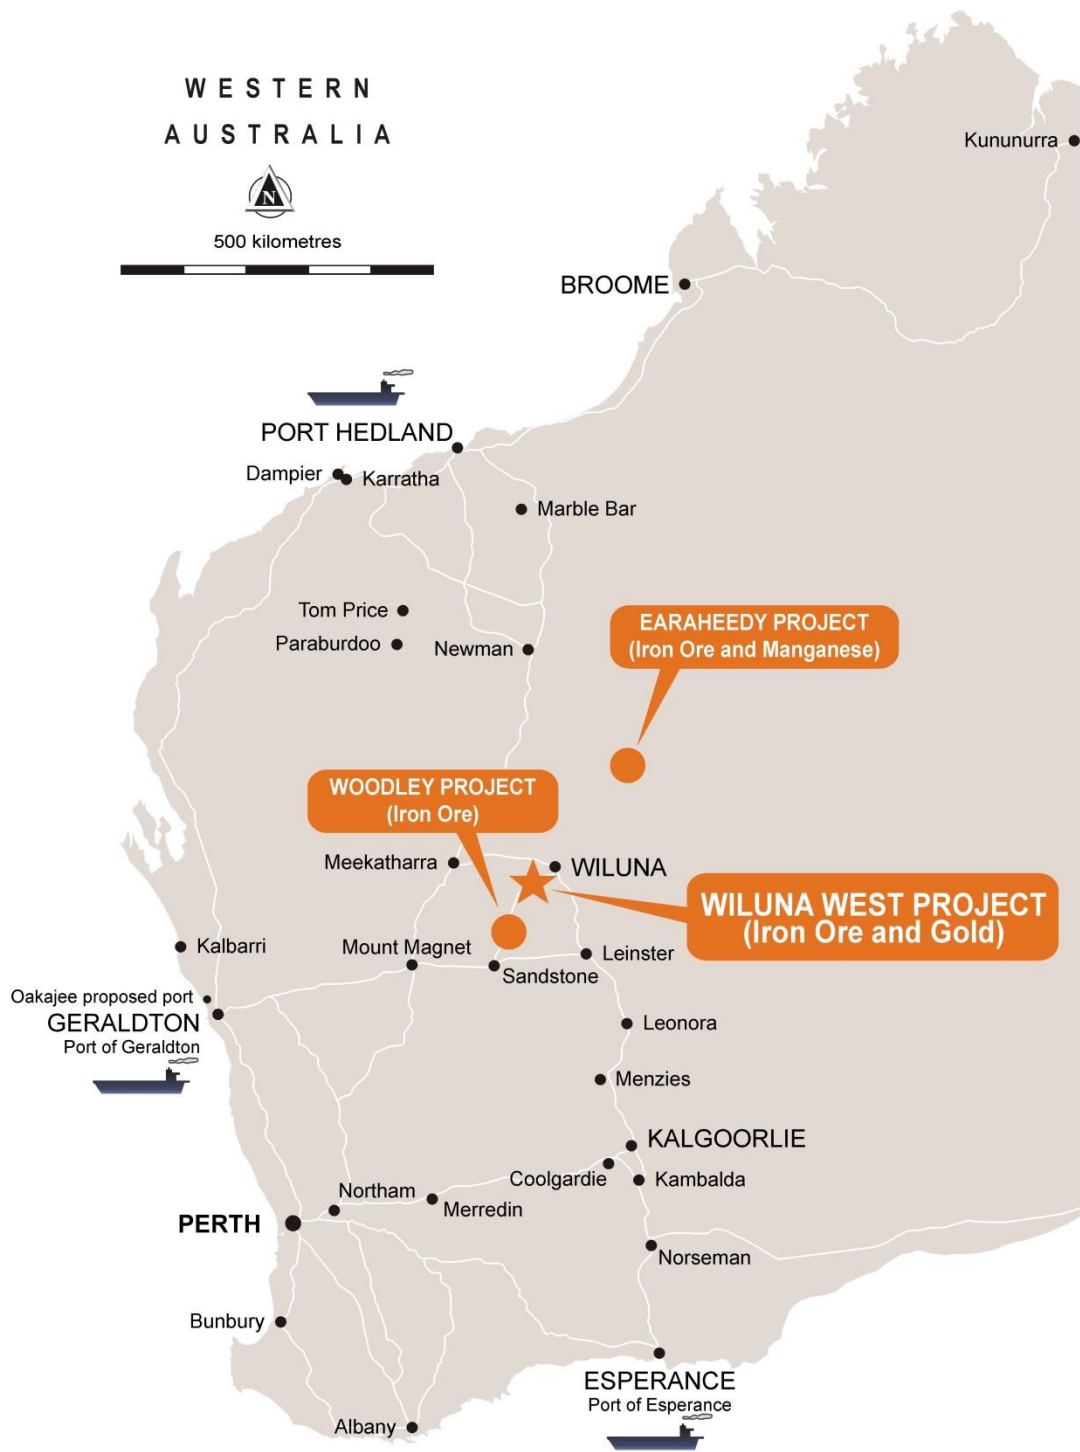 WESTERN
AUSTRALIA
N
500 kilometres
Kununurra
BROOME
PORT HEDLAND
Dampier
Karratha
Marble Bar
Tom Price
Paraburdoo
Newman
EARAHEEDY PROJECT
(Iron Ore and Manganese)
WOODLEY PROJECT
(Iron Ore)
Meekatharra
WILUNA
WILUNA WEST PROJECT
(Iron Ore and Gold)
Kalbarri
Mount Magnet
Sandstone
Leinster
Oakajee proposed port
GERALDTON
Port of Geraldton
Leonora
Menzies
KALGOORLIE
Coolgardie
Kambalda
Northam
Merredin
PERTH
Norseman
Bunbury
ESPERANCE
Port of Esperance
Albany